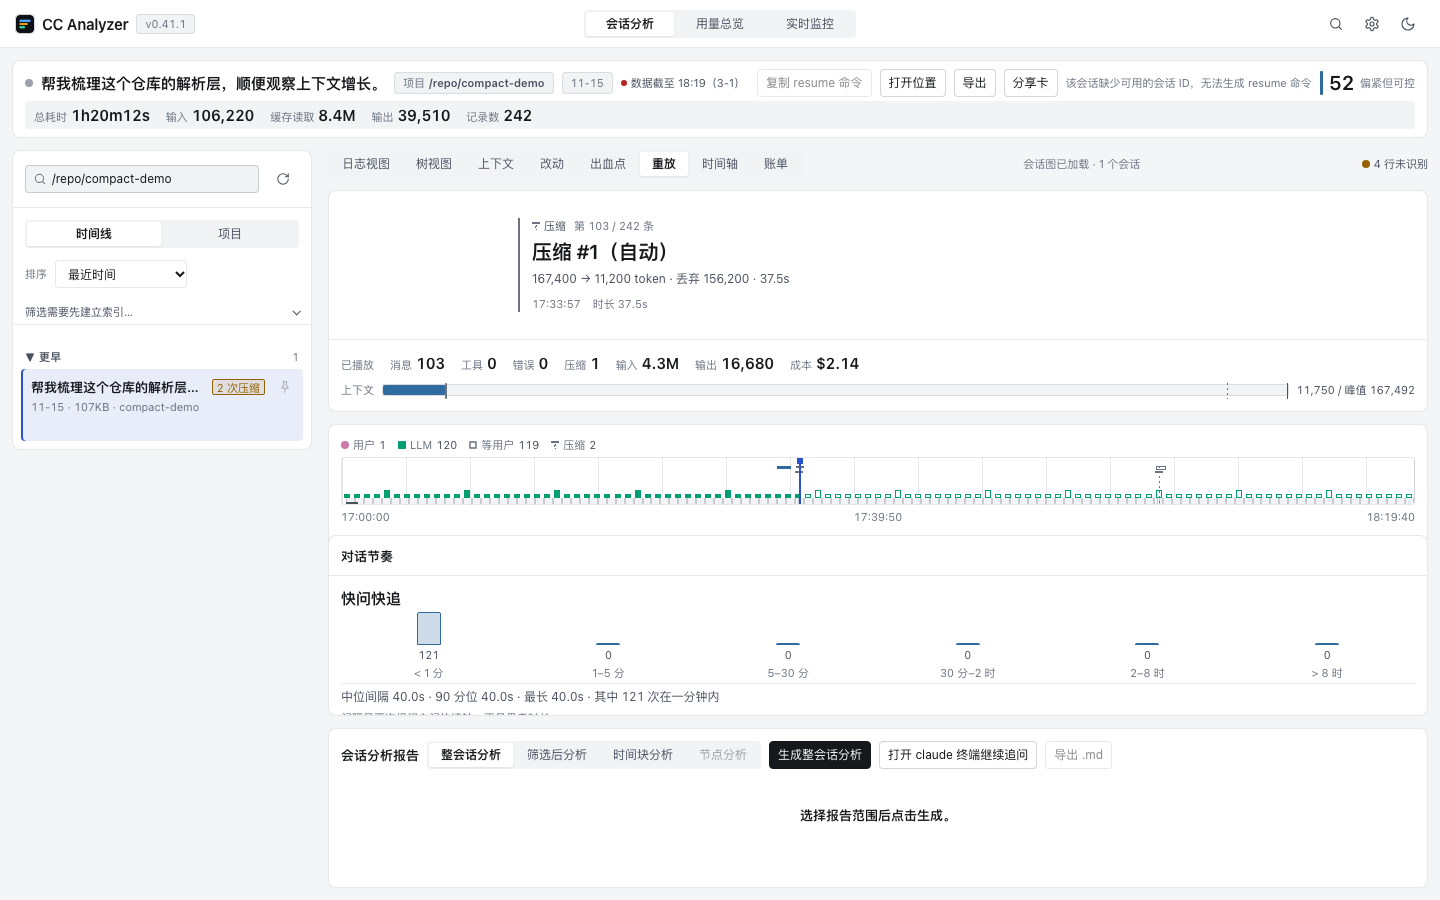 CC Analyzer v0.41.1 会话分析 用量总览 实时监控
帮我梳理这个仓库的解析层，顺便观察上下文增长。 项目 /repo/compact-demo 11-15 数据截至 18:19 (3-1) 复制 resume 命令 打开位置 导出 分享卡 该会话缺少可用的会话 ID，无法生成 resume 命令 52 偏紧但可控
总耗时 1h20m12s 输入 106,220 缓存读取 8.4M 输出 39,510 记录数 242
/repo/compact-demo
时间线 项目
排序 最近时间
筛选需要先建立索引...
▼ 更早 1
帮我梳理这个仓库的解析层... 2 次压缩
11-15 · 107KB · compact-demo
日志视图 树视图 上下文 改动 出血点 重放 时间轴 账单 会话图已加载 · 1 个会话 4 行未识别
压缩 第 103 / 242 条
压缩 #1（自动）
167,400 → 11,200 token · 丢弃 156,200 · 37.5s
17:33:57 时长 37.5s
已播放 消息 103 工具 0 错误 0 压缩 1 输入 4.3M 输出 16,680 成本 $2.14
上下文 11,750 / 峰值 167,492
用户 1 LLM 120 等用户 119 压缩 2
17:00:00 17:39:50 18:19:40
对话节奏
快问快追
121 0 0 0 0 0
< 1 分 1–5 分 5–30 分 30 分–2 时 2–8 时 > 8 时
中位间隔 40.0s · 90 分位 40.0s · 最长 40.0s · 其中 121 次在一分钟内
会话分析报告 整会话分析 筛选后分析 时间块分析 节点分析 生成整会话分析 打开 claude 终端继续追问 导出 .md
选择报告范围后点击生成。